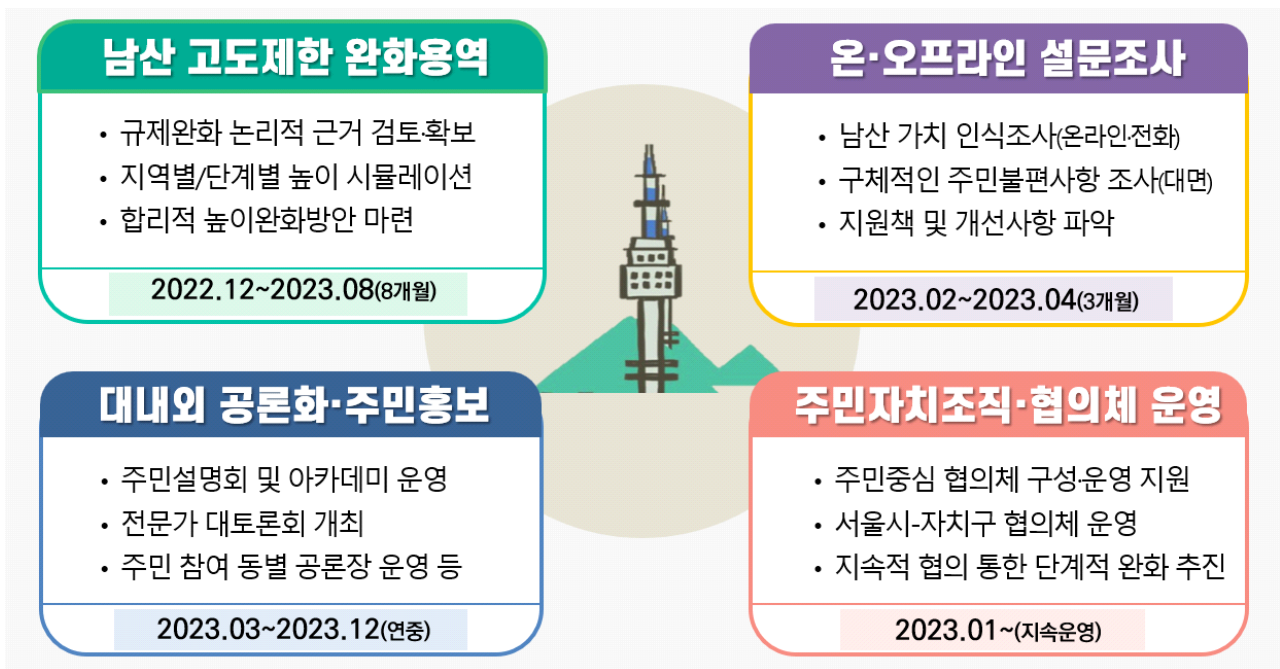 남산 고도제한 완화용역
• 규제완화 논리적 근거 검토·확보
• 지역별/단계별 높이 시뮬레이션
• 합리적 높이완화방안 마련
2022.12~2023.08(8개월)
온·오프라인 설문조사
• 남산 가치 인식조사(온라인·전화)
• 구체적인 주민불편사항 조사(대면)
• 지원책 및 개선사항 파악
2023.02~2023.04(3개월)
대내외 공론화·주민홍보
• 주민설명회 및 아카데미 운영
• 전문가 대토론회 개최
• 주민 참여 동별 공론장 운영 등
2023.03~2023.12(연중)
주민자치조직·협의체 운영
• 주민중심 협의체 구성·운영 지원
• 서울시-자치구 협의체 운영
• 지속적 협의 통한 단계적 완화 추진
2023.01~(지속운영)